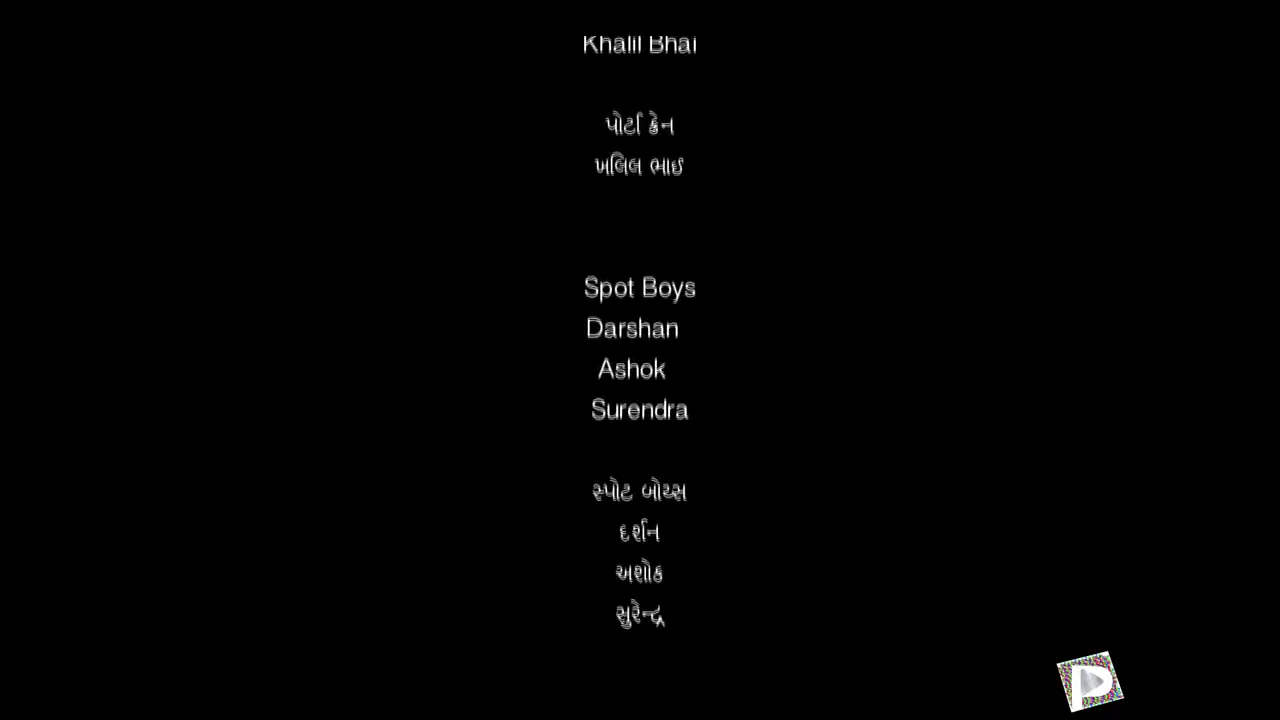 Khalil Bhai
પોર્ટા ક્રેન
ખલિલ ભાઈ
Spot Boys
Darshan
Ashok
Surendra
સ્પોટ બોય્સ
દર્શન
અશોક
સુરેન્દ્ર